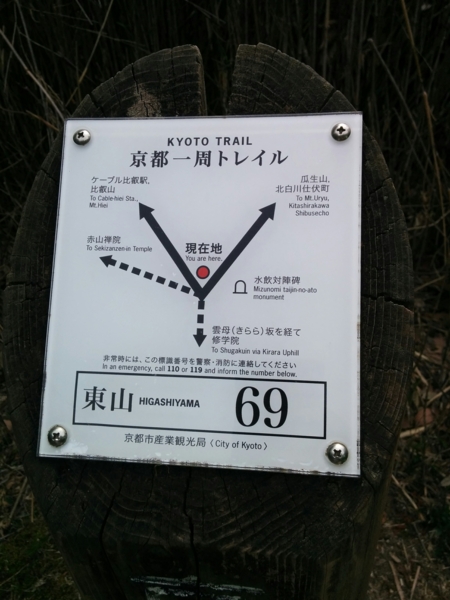 KYOTO TRAIL
京都一周トレイル
ケーブル比叡駅,
比叡山
To Cable-hiei Sta.,
Mt.Hiei
瓜生山,
北白川仕伏町
To Mt.Uryu,
Kitashirakawa
Shibusecho
赤山禅院
To Sekizanzen-in Temple
現在地
You are here.
水飲対陣碑
Mizunomi taijin-no-ato
monument
雲母(きらら)坂を経て
修学院
To Shugakuin via Kirara Uphill
非常時には、この標識番号を警察・消防に連絡してください
In an emergency, call 110 or 119 and inform the number below.
東山 HIGASHIYAMA 69
京都市産業観光局〈City of Kyoto〉